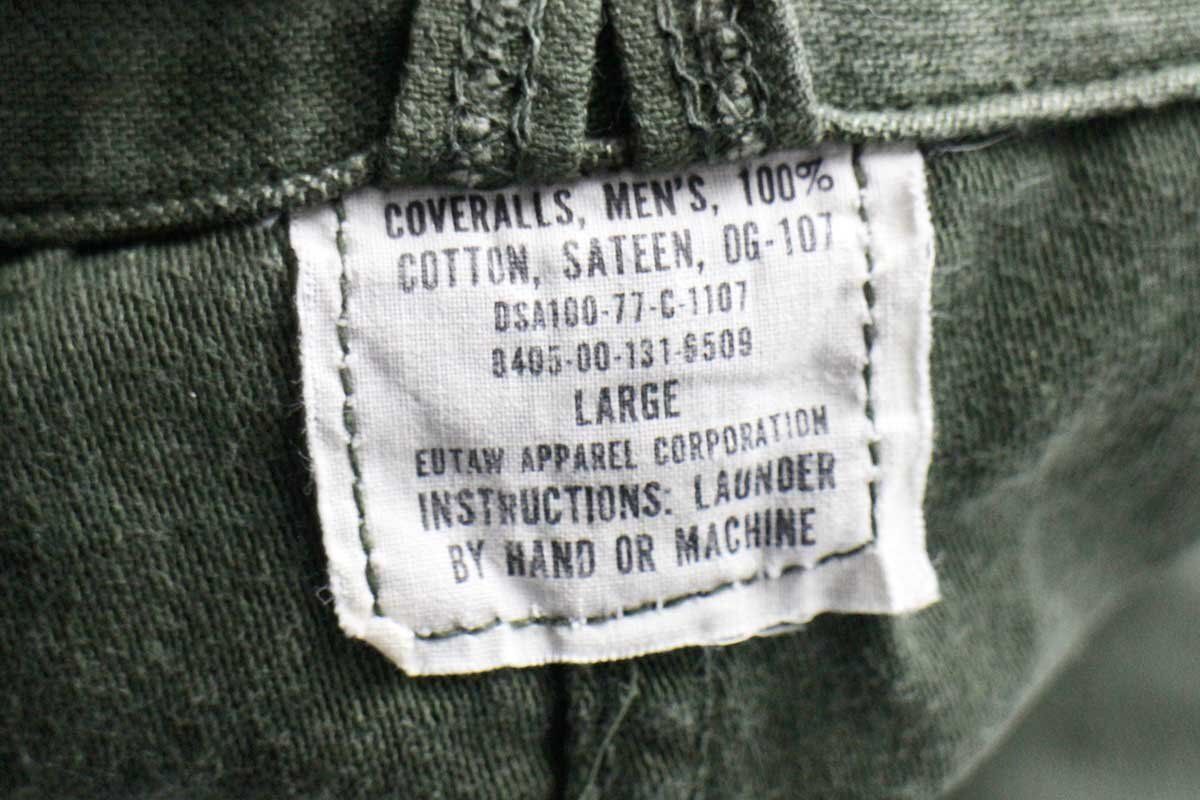 COVERALLS, MEN'S, 100%
COTTON, SATEEN, OG-107
DSA100-77-C-1107
8405-00-131-6509
LARGE
EUTAW APPAREL CORPORATION
INSTRUCTIONS: LAUNDER
BY HAND OR MACHINE